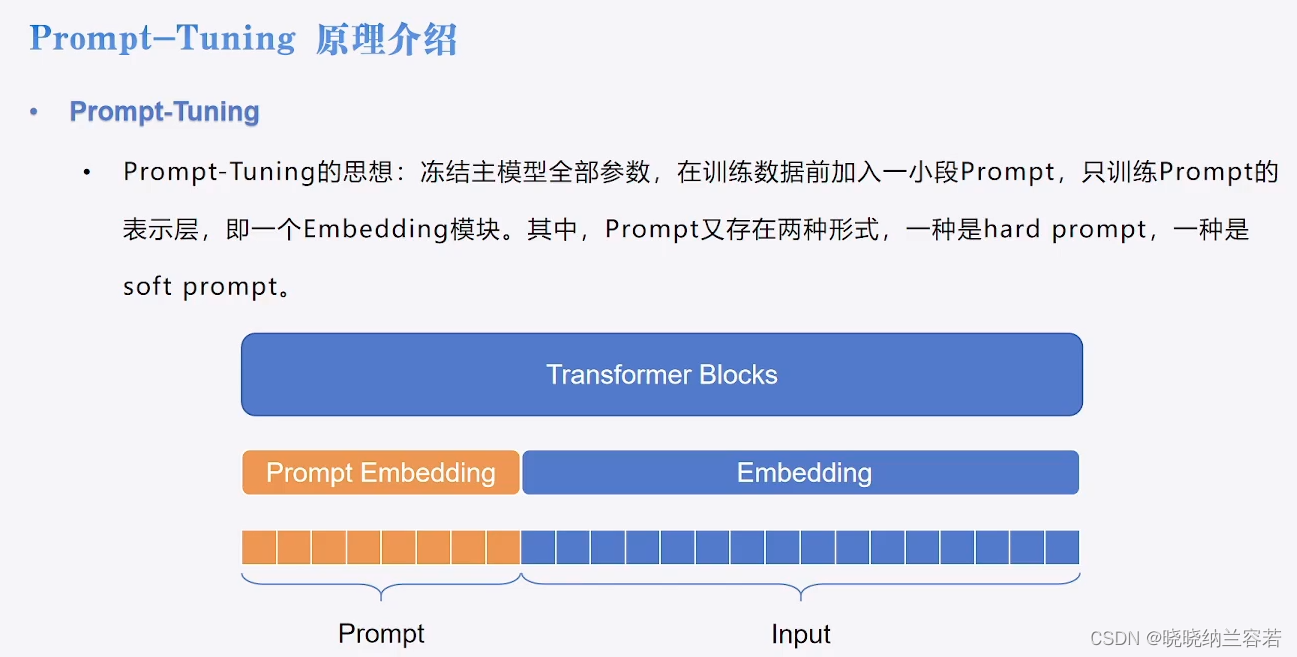 Prompt-Tuning 原理介绍
• Prompt-Tuning
• Prompt-Tuning的思想：冻结主模型全部参数，在训练数据前加入一小段Prompt，只训练Prompt的
表示层，即一个Embedding模块。其中，Prompt又存在两种形式，一种是hard prompt，一种是
soft prompt。
Transformer Blocks
Prompt Embedding
Embedding
Prompt
Input
CSDN @晓晓纳兰容若